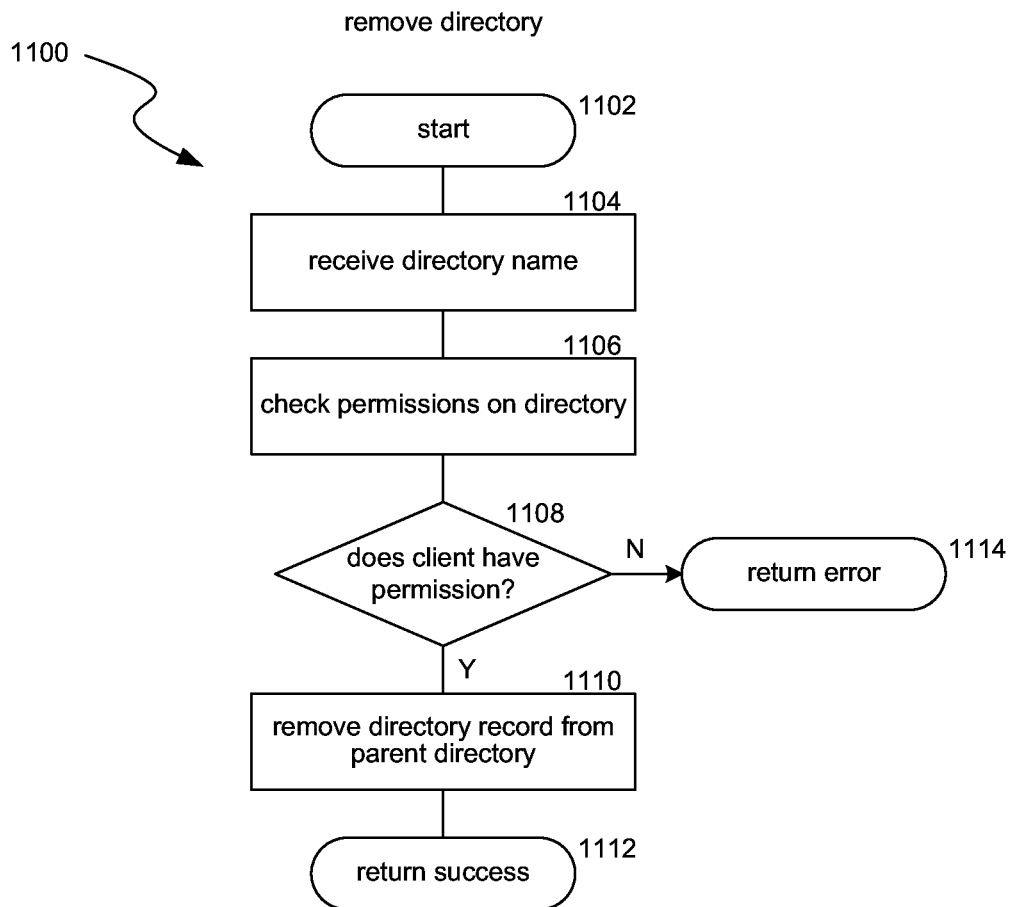 remove directory
1100
1102
start
1104
receive directory name
1106
check permissions on directory
1108
does client have
permission?
N
1114
return error
Y
1110
remove directory record from
parent directory
1112
return success